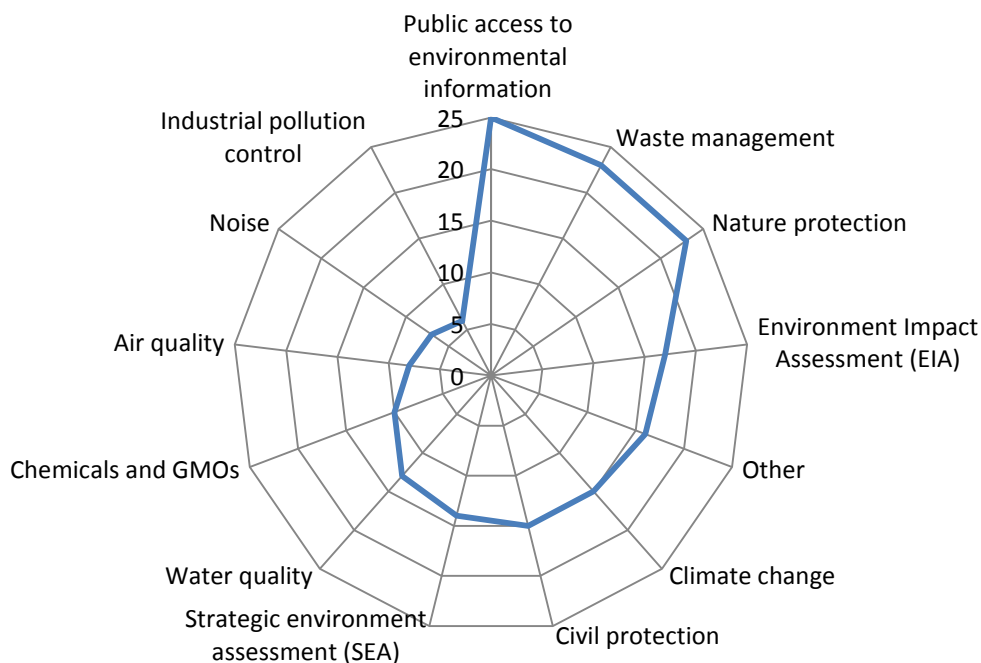 Public access to
environmental
information
Waste management
Nature protection
Environment Impact
Assessment (EIA)
Other
Climate change
Civil protection
Strategic environment
assessment (SEA)
Water quality
Chemicals and GMOs
Air quality
Noise
Industrial pollution
control
25
20
15
10
5
0